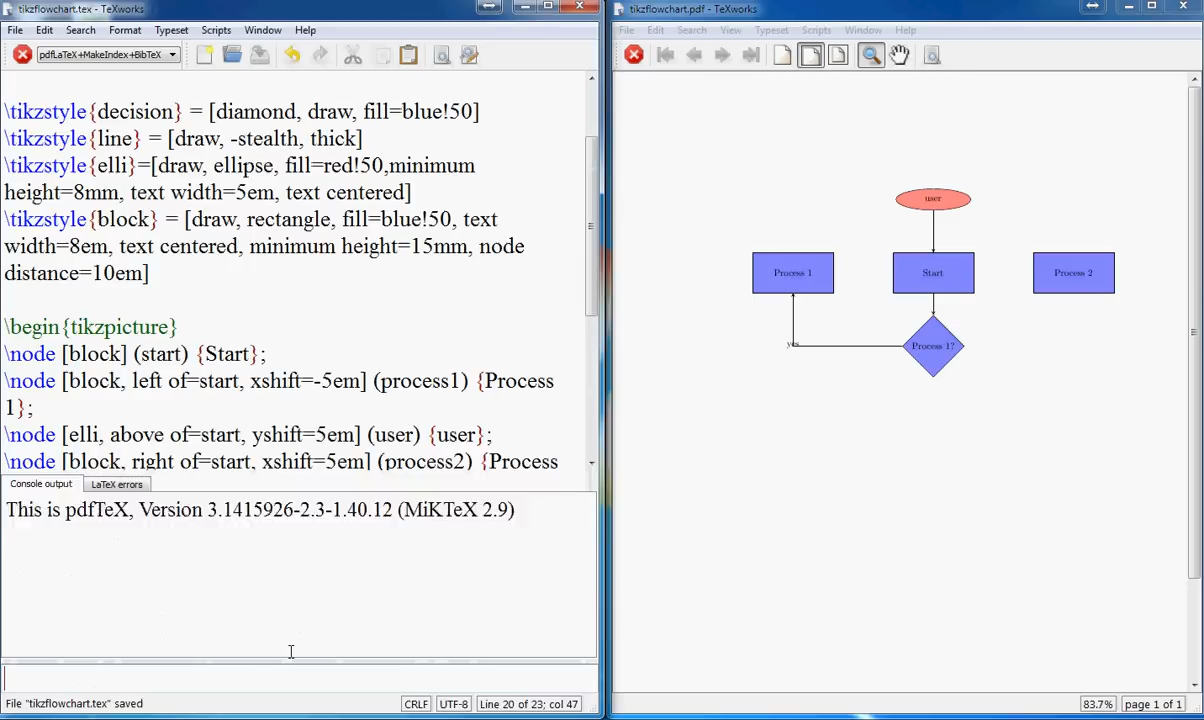 tikzflowchart.tex - TeXworks
File Edit Search Format Typeset Scripts Window Help
pdfLaTeX+MakeIndex+BibTeX
\tikzstyle{decision} = [diamond, draw, fill=blue!50]
\tikzstyle{line} = [draw, -stealth, thick]
\tikzstyle{elli}=[draw, ellipse, fill=red!50,minimum
height=8mm, text width=5em, text centered]
\tikzstyle{block} = [draw, rectangle, fill=blue!50, text
width=8em, text centered, minimum height=15mm, node
distance=10em]
\begin{tikzpicture}
\node [block] (start) {Start};
\node [block, left of=start, xshift=-5em] (process1) {Process
1};
\node [elli, above of=start, yshift=5em] (user) {user};
\node [block, right of=start, xshift=5em] (process2) {Process
Console output LaTeX errors
This is pdfTeX, Version 3.1415926-2.3-1.40.12 (MiKTeX 2.9)
File "tikzflowchart.tex" saved
CRLF UTF-8 Line 20 of 23; col 47
tikzflowchart.pdf - TeXworks
File Edit Search View Typeset Window Scripts Help
user
Process 1 Start Process 2
yes Process 1?
83.7% page 1 of 1